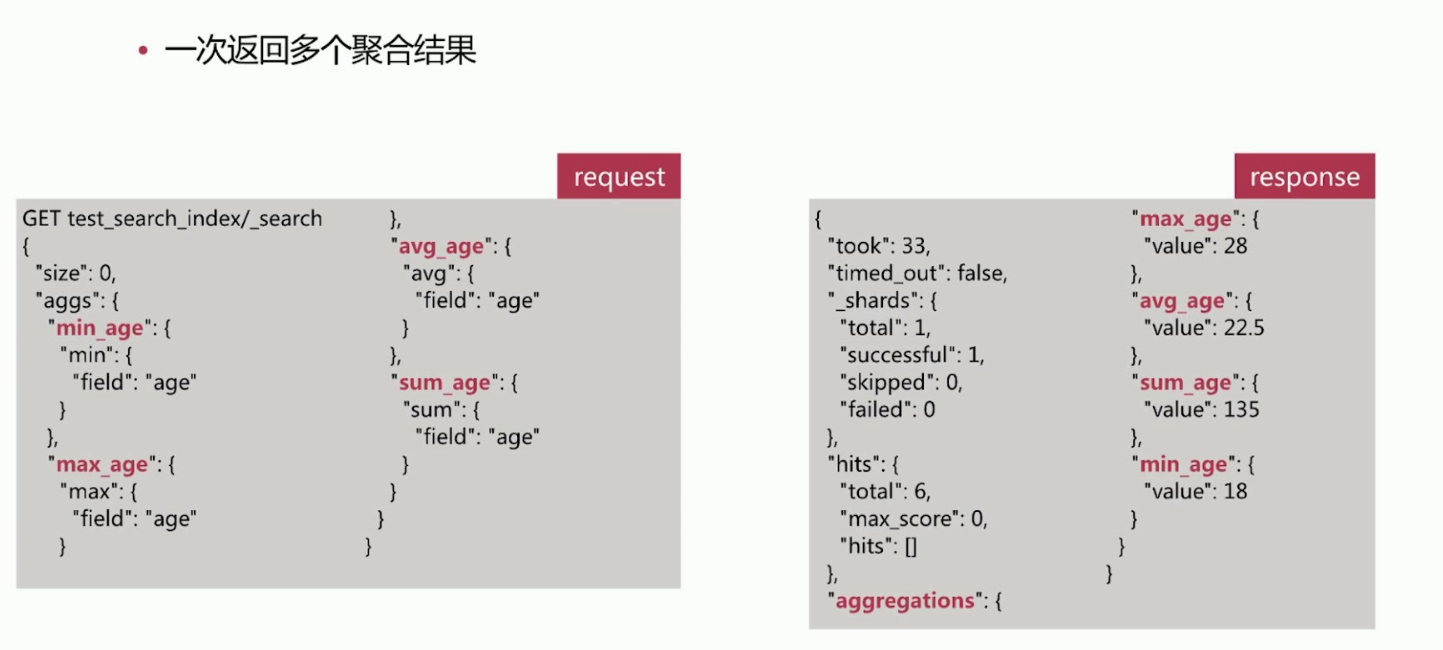 • 一次返回多个聚合结果
request
GET test_search_index/_search
{
"size": 0,
"aggs": {
"min_age": {
"min": {
"field": "age"
}
},
"max_age": {
"max": {
"field": "age"
}
},
"avg_age": {
"avg": {
"field": "age"
}
},
"sum_age": {
"sum": {
"field": "age"
}
}
}
}
response
{
"took": 33,
"timed_out": false,
"_shards": {
"total": 1,
"successful": 1,
"skipped": 0,
"failed": 0
},
"hits": {
"total": 6,
"max_score": 0,
"hits": []
},
"aggregations": {
"max_age": {
"value": 28
},
"avg_age": {
"value": 22.5
},
"sum_age": {
"value": 135
},
"min_age": {
"value": 18
}
}
}